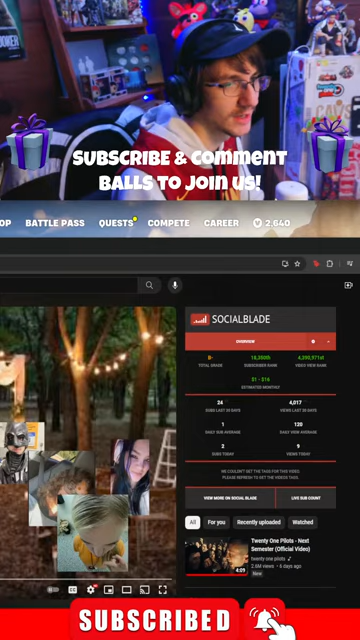 JOKER
SUBSCRIBE & COMMENT
BALLS TO JOIN US!
OP BATTLE PASS QUESTS COMPETE CAREER 2,640
SOCIALBLADE
OVERVIEW
B-
TOTAL GRADE
SUBSCRIBER RANK
VIDEO VIEW RANK
$1 - $16
ESTIMATED MONTHLY
24
SUBS LAST 30 DAYS
4,017
VIEWS LAST 30 DAYS
1
DAILY SUB AVERAGE
120
DAILY VIEW AVERAGE
2
SUBS TODAY
9
VIEWS TODAY
WE COULDN'T GET THE TAGS FOR THIS VIDEO.
PLEASE REFRESH TO GET THE VIDEOS TAGS.
VIEW MORE ON SOCIAL BLADE
LIVE SUB COUNT
All For you Recently uploaded Watched
Twenty One Pilots - Next
Semester (Official Video)
twenty one pilots
2.6M views • 6 days ago
New
4:09
SUBSCRIBED